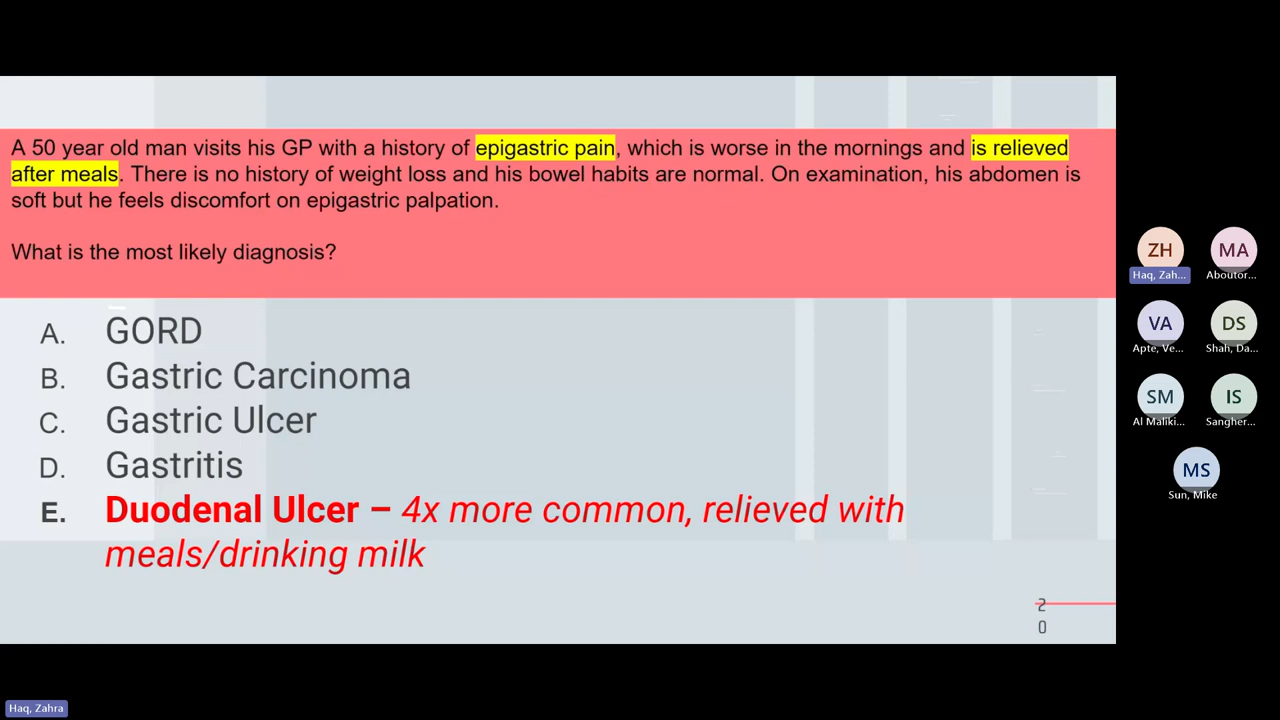 A 50 year old man visits his GP with a history of epigastric pain, which is worse in the mornings and is relieved
after meals. There is no history of weight loss and his bowel habits are normal. On examination, his abdomen is
soft but he feels discomfort on epigastric palpation.
What is the most likely diagnosis?
A. GORD
B. Gastric Carcinoma
C. Gastric Ulcer
D. Gastritis
E. Duodenal Ulcer – 4x more common, relieved with
meals/drinking milk
2
0
ZH
MA
Haq, Zah...
Aboutor...
VA
DS
Apte, Ve...
Shah, Da...
SM
IS
Al Maliki...
Sangher...
MS
Sun, Mike
Haq, Zahra